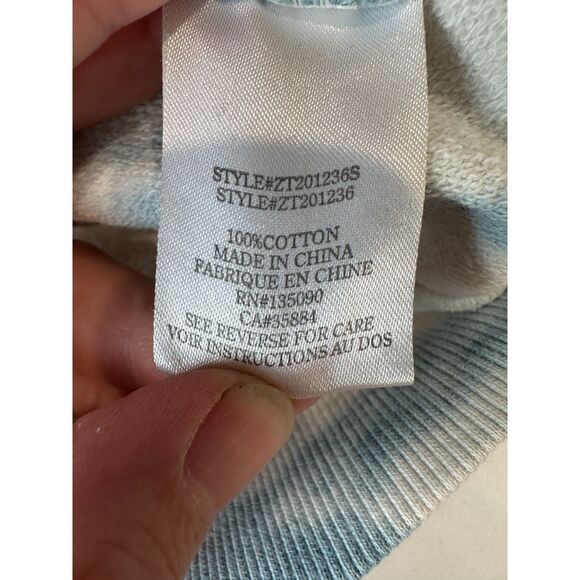 STYLE#ZT201236S
STYLE#ZT201236
100%COTTON
MADE IN CHINA
FABRIQUE EN CHINE
RN#135090
CA#35884
SEE REVERSE FOR CARE
VOIR INSTRUCTIONS AU DOS